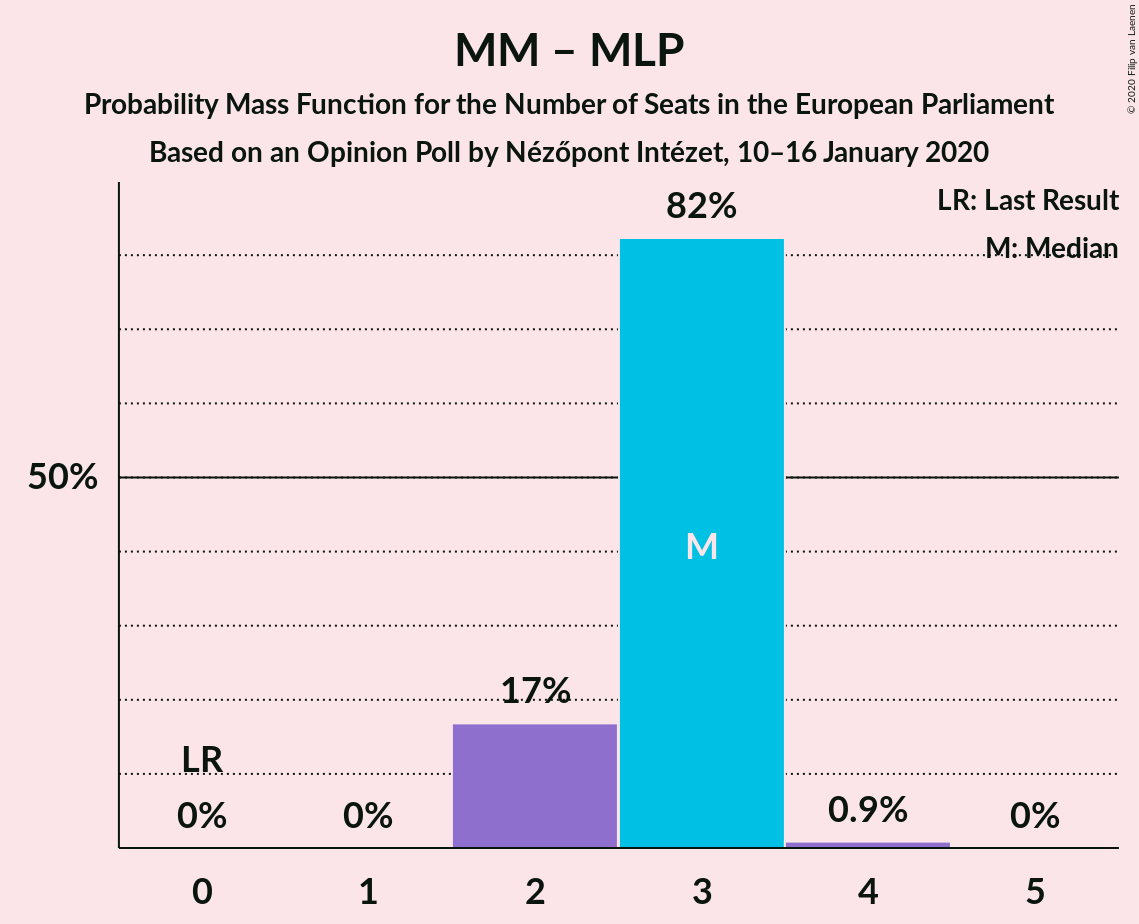 MM – MLP
Probability Mass Function for the Number of Seats in the European Parliament
Based on an Opinion Poll by Nézőpont Intézet, 10–16 January 2020
© 2020 Filip van Laenen
LR: Last Result
M: Median
82%
50%
M
17%
LR
0%
0%
0.9%
0%
0 1 2 3 4 5